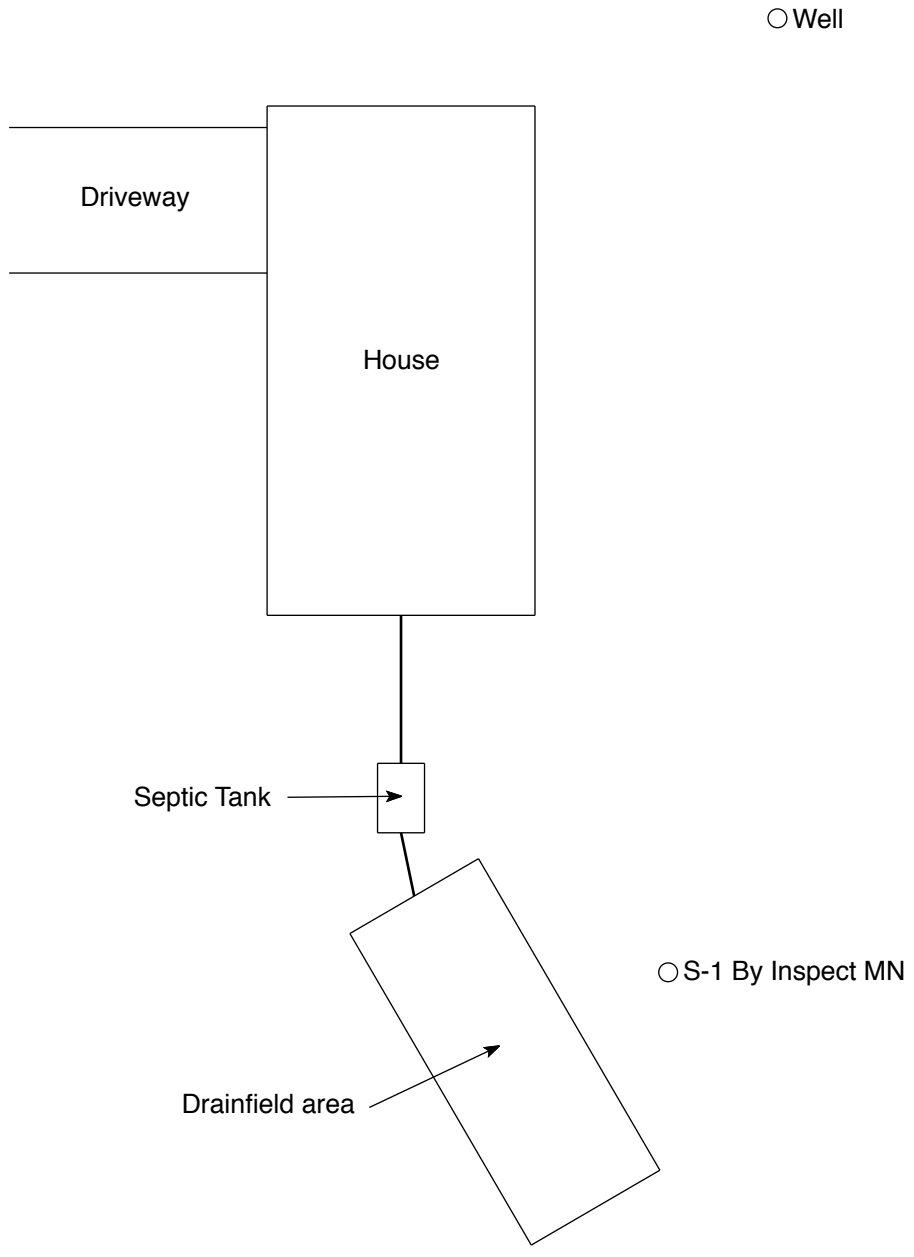 Well
Driveway
House
Septic Tank
S-1 By Inspect MN
Drainfield area